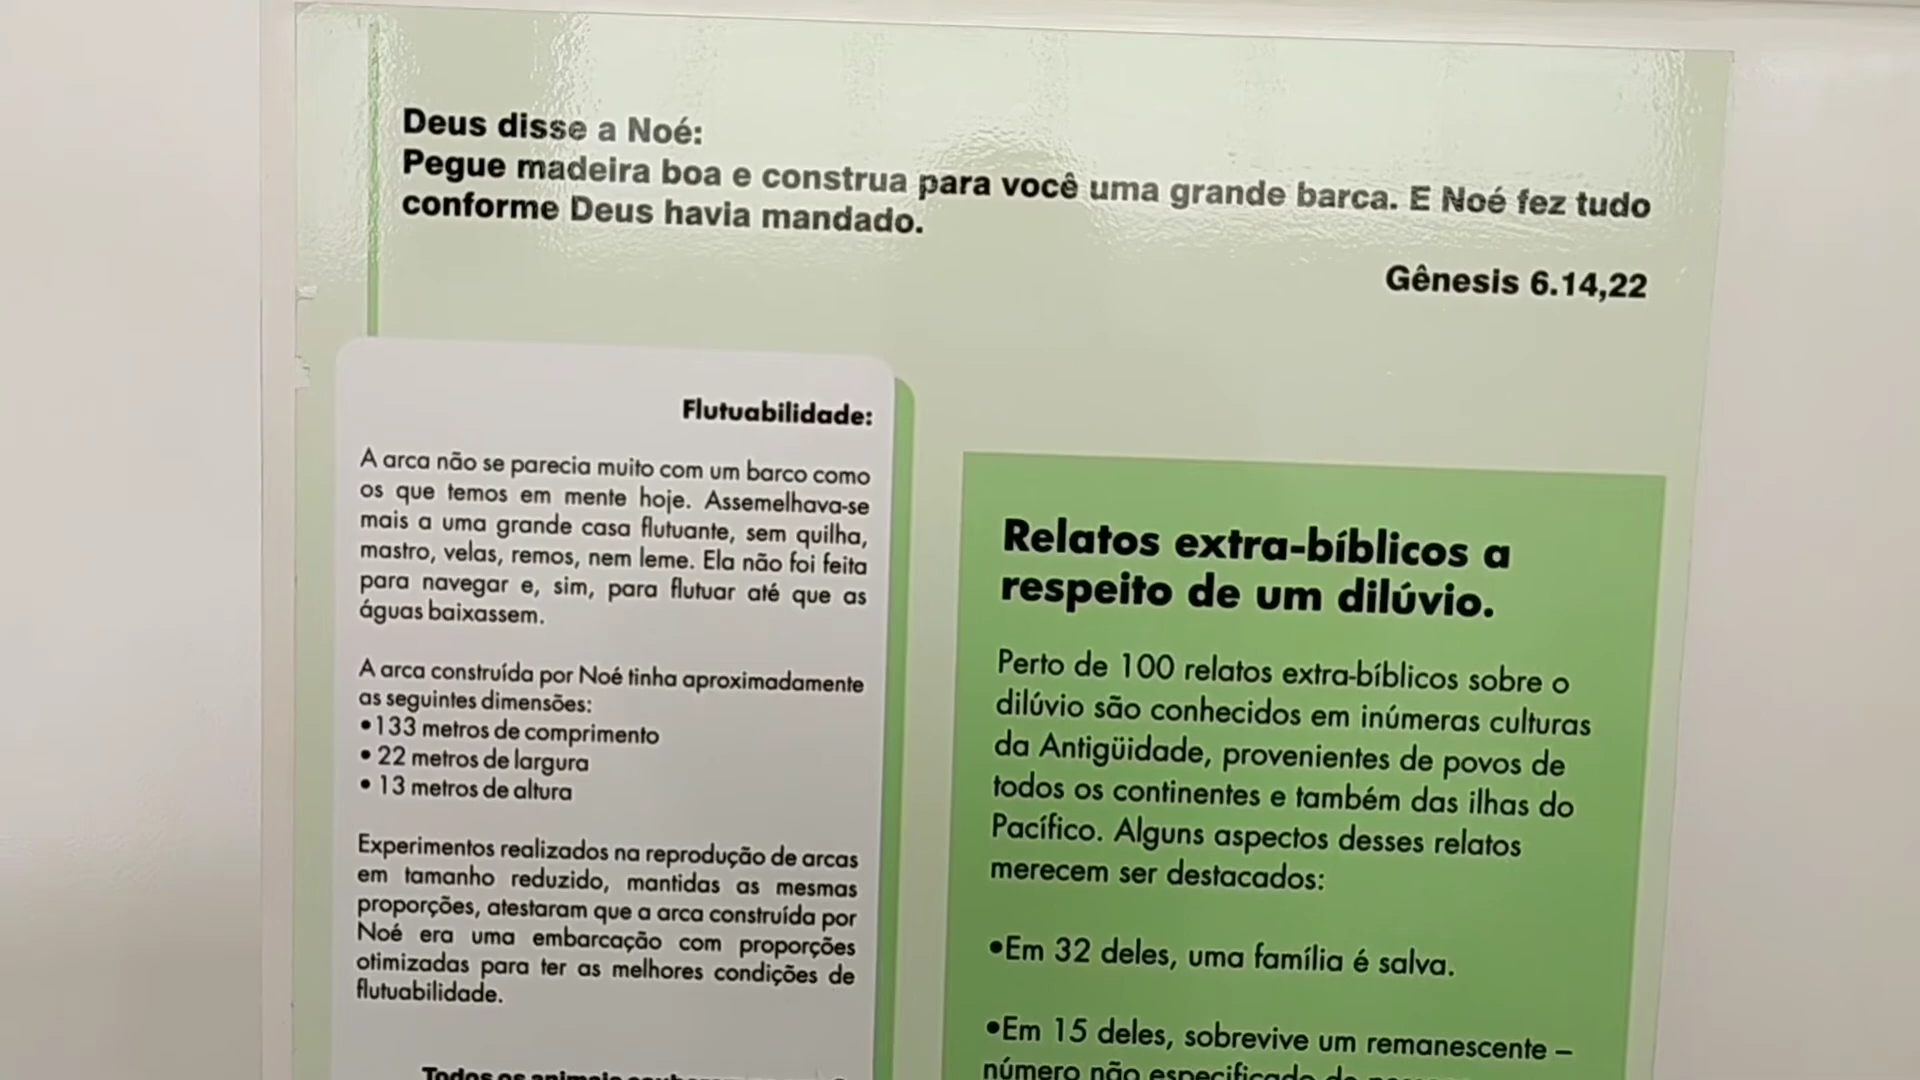 Deus disse a Noé:
Pegue madeira boa e construa para você uma grande barca. E Noé fez tudo
conforme Deus havia mandado.
Gênesis 6.14,22
Flutuabilidade:
A arca não se parecia muito com um barco como
os que temos em mente hoje. Assemelhava-se
mais a uma grande casa flutuante, sem quilha,
mastro, velas, remos, nem leme. Ela não foi feita
para navegar e, sim, para flutuar até que as
águas baixassem.
A arca construída por Noé tinha aproximadamente
as seguintes dimensões:
•133 metros de comprimento
• 22 metros de largura
• 13 metros de altura
Experimentos realizados na reprodução de arcas
em tamanho reduzido, mantidas as mesmas
proporções, atestaram que a arca construída por
Noé era uma embarcação com proporções
otimizadas para ter as melhores condições de
flutuabilidade.
Todos os animais
Relatos extra-bíblicos a
respeito de um dilúvio.
Perto de 100 relatos extra-bíblicos sobre o
dilúvio são conhecidos em inúmeras culturas
da Antigüidade, provenientes de povos de
todos os continentes e também das ilhas do
Pacífico. Alguns aspectos desses relatos
merecem ser destacados:
•Em 32 deles, uma família é salva.
•Em 15 deles, sobrevive um remanescente –
número não especificado de